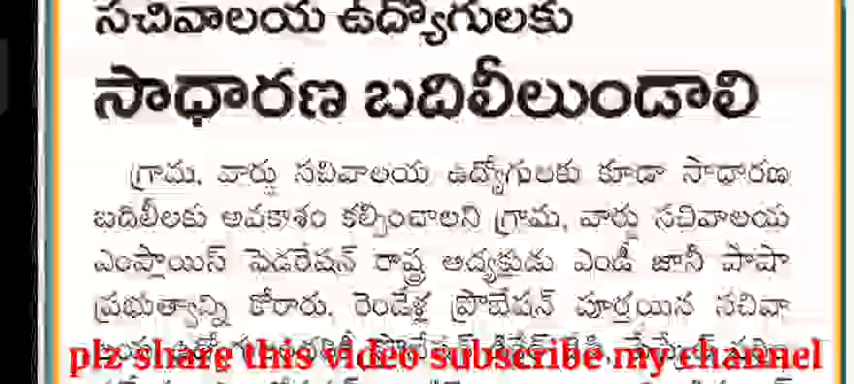 సచివాలయ ఉద్యోగులకు
సాధారణ బదిలీలుండాలి
గ్రామ, వార్డు సచివాలయ ఉద్యోగులకు కూడా సాధారణ
బదిలీలకు అవకాశం కల్పించాలని గ్రామ, వార్డు సచివాలయ
ఎంప్లాయిస్ ఫెడరేషన్ రాష్ట్ర అధ్యక్షుడు ఎండీ జానీ పాషా
ప్రభుత్వాన్ని కోరారు. రెండేళ్ల ప్రొబేషన్ పూర్తయిన సచివా
plz share this video subscribe my channel